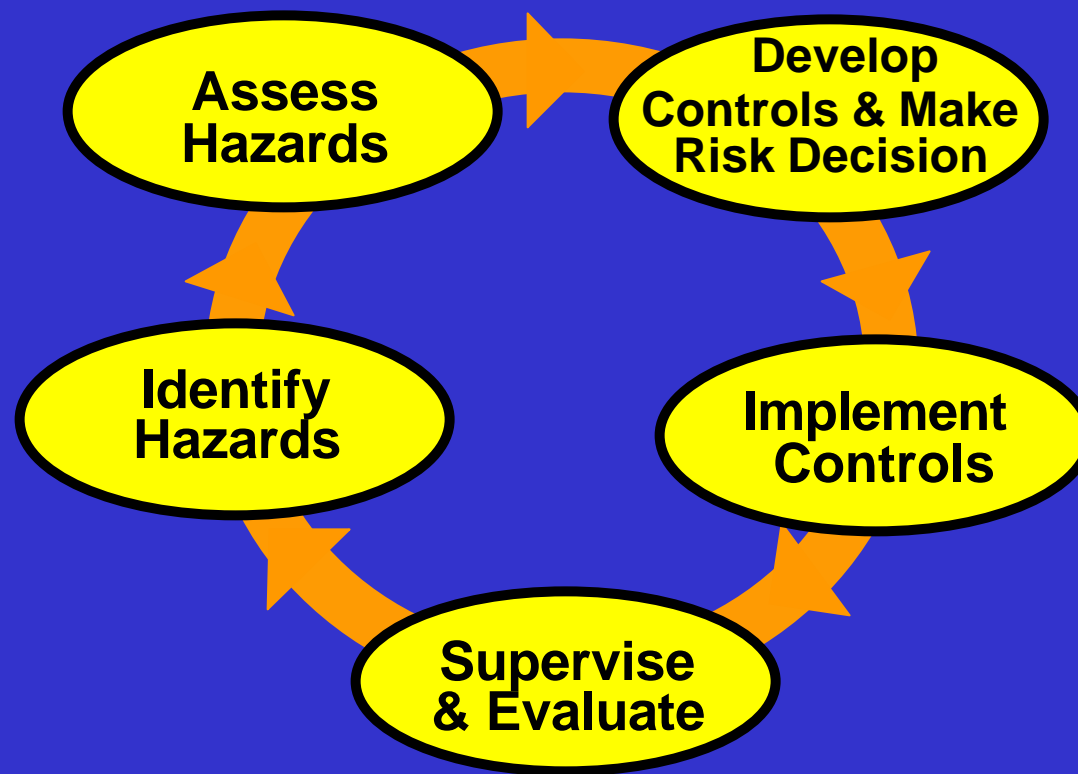 Assess
Hazards
Develop
Controls & Make
Risk Decision
Identify
Hazards
Implement
Controls
Supervise
& Evaluate